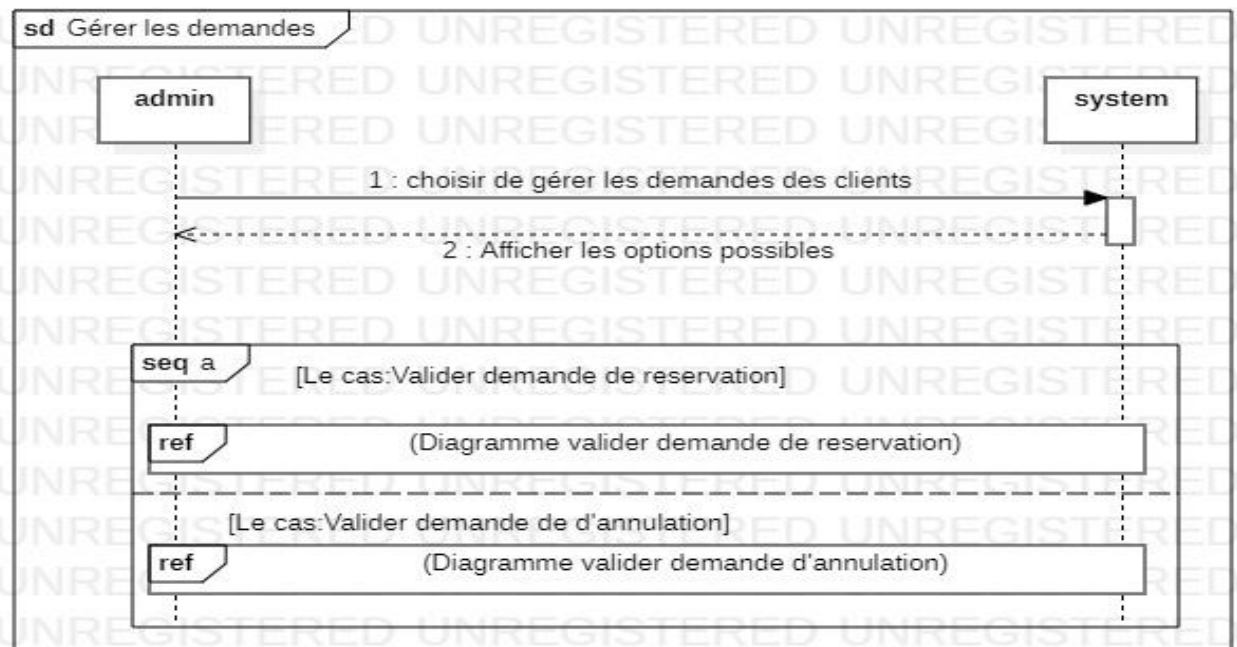 sd Gérer les demandes
admin
system
1 : choisir de gérer les demandes des clients
2 : Afficher les options possibles
seq a
[Le cas:Valider demande de reservation]
ref (Diagramme valider demande de reservation)
[Le cas:Valider demande de d'annulation]
ref (Diagramme valider demande d'annulation)
UNREGISTERED